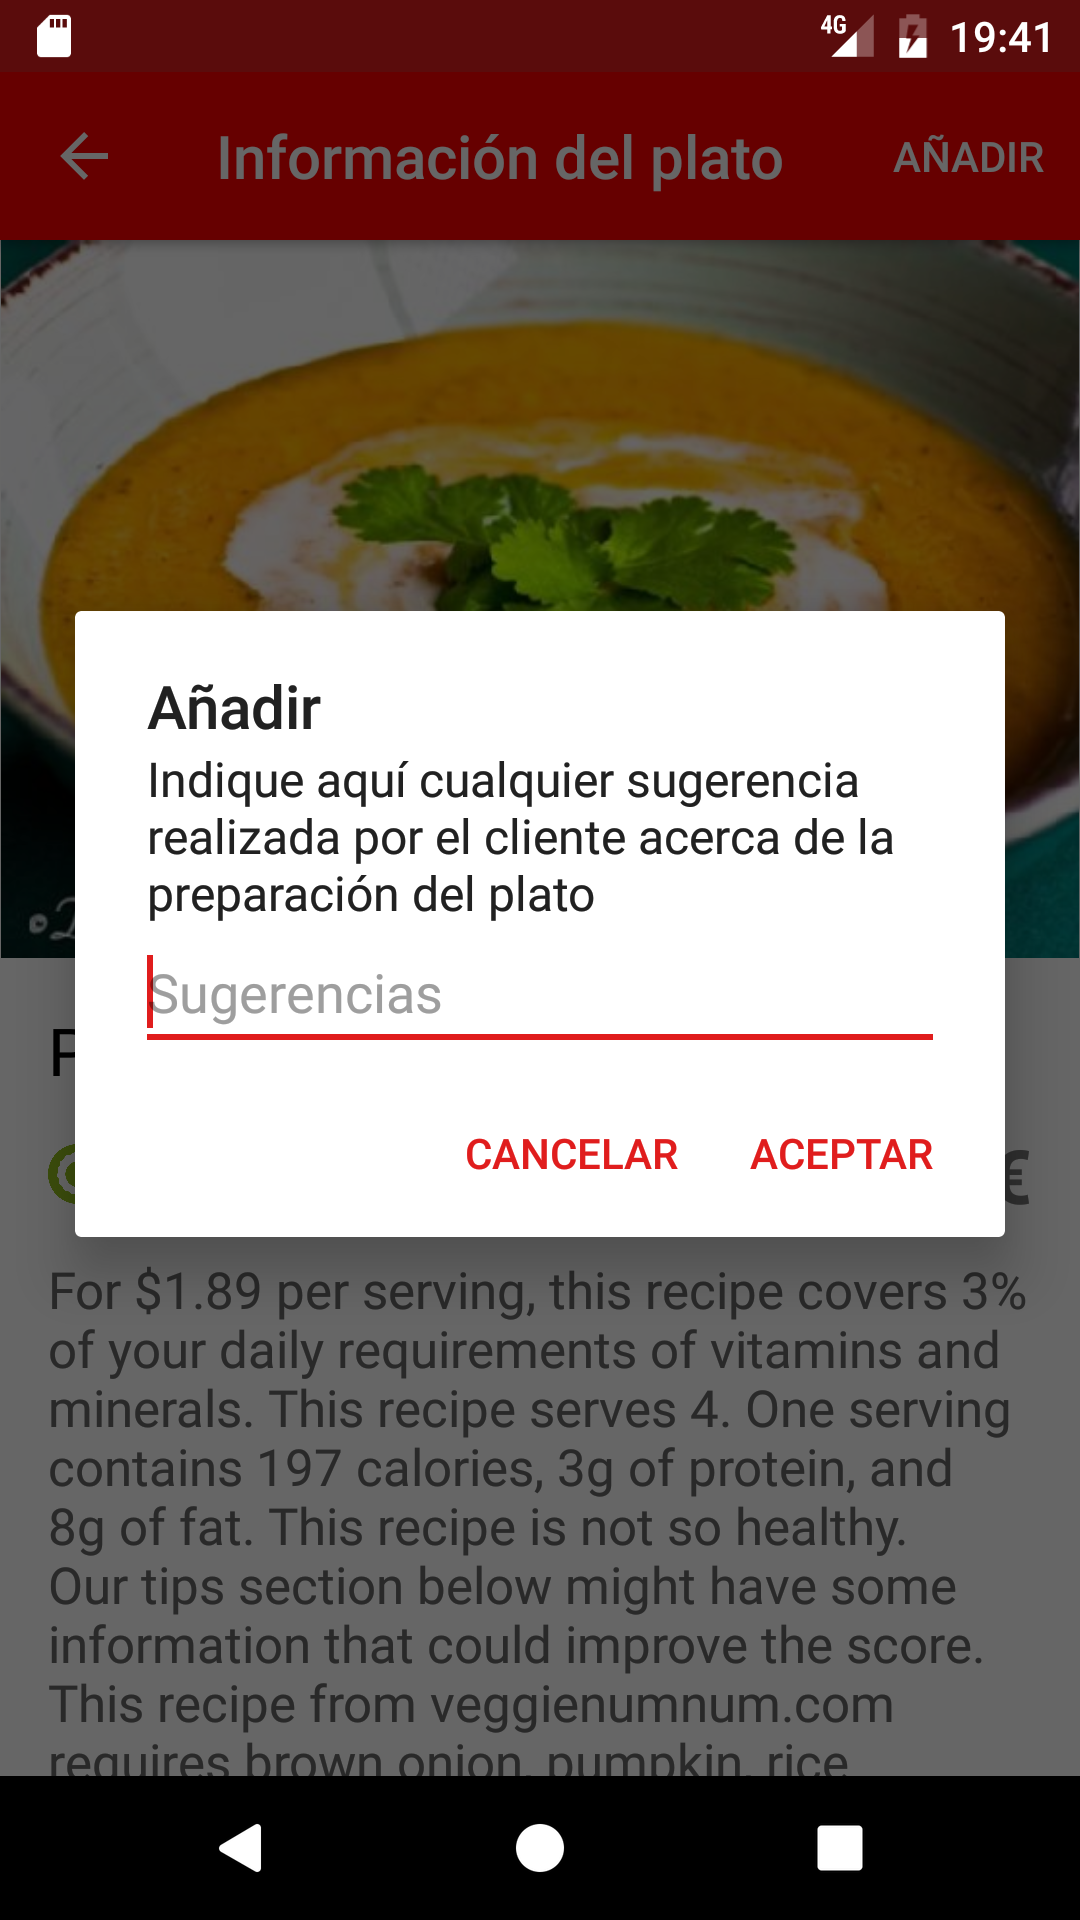 4G 19:41
Información del plato AÑADIR
Añadir
Indique aquí cualquier sugerencia
realizada por el cliente acerca de la
preparación del plato
Sugerencias
CANCELAR ACEPTAR
€
For $1.89 per serving, this recipe covers 3%
of your daily requirements of vitamins and
minerals. This recipe serves 4. One serving
contains 197 calories, 3g of protein, and
8g of fat. This recipe is not so healthy.
Our tips section below might have some
information that could improve the score.
This recipe from veggienumnum.com
requires brown onion, pumpkin, rice